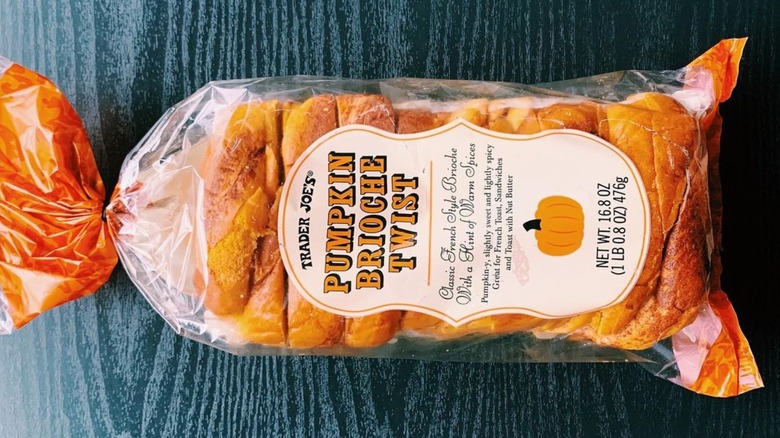 TRADER JOE'S®
PUMPKIN
BRIOCHE
TWIST
Classic French Style Brioche
With a Hint of Warm Spices
Pumpkin-y, slightly sweet and lightly spicy
Great for French Toast, Sandwiches
and Toast with Nut Butter
NET WT. 16.8 OZ
(1 LB 0.8 OZ) 476g